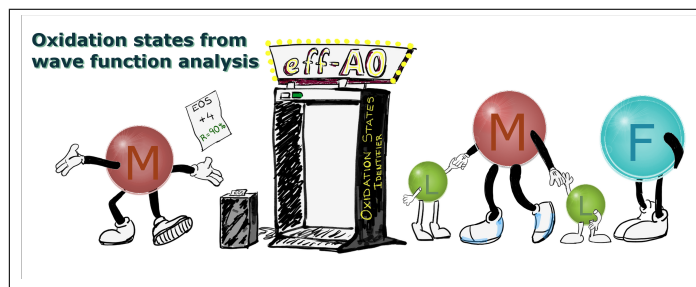 Oxidation states from
wave function analysis
eff-AO
EOS
+4
R=90%
M
OXIDATION STATES
IDENTIFIER
L
M
L
F